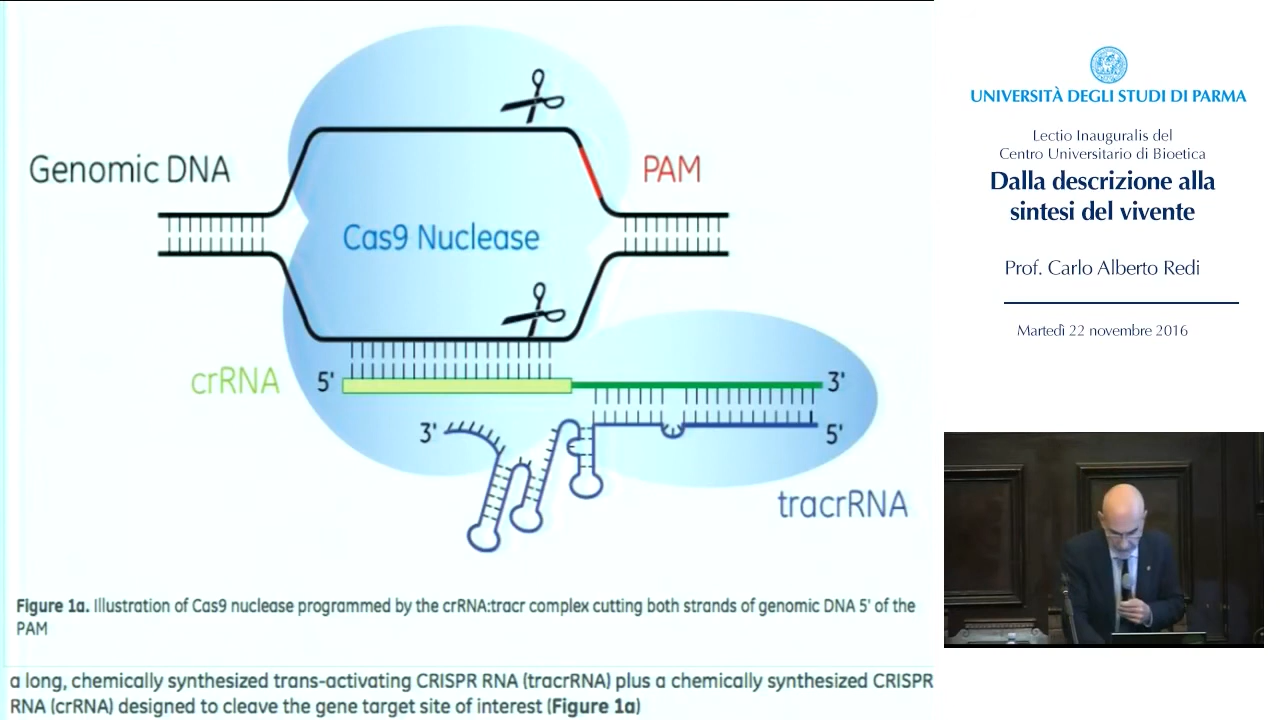 Genomic DNA
PAM
Cas9 Nuclease
crRNA
5'
3'
3'
5'
tracrRNA
Figure 1a. Illustration of Cas9 nuclease programmed by the crRNA:tracr complex cutting both strands of genomic DNA 5' of the
PAM
a long, chemically synthesized trans-activating CRISPR RNA (tracrRNA) plus a chemically synthesized CRISPR
RNA (crRNA) designed to cleave the gene target site of interest (Figure 1a)
UNIVERSITÀ DEGLI STUDI DI PARMA
Lectio Inauguralis del
Centro Universitario di Bioetica
Dalla descrizione alla
sintesi del vivente
Prof. Carlo Alberto Redi
Martedì 22 novembre 2016